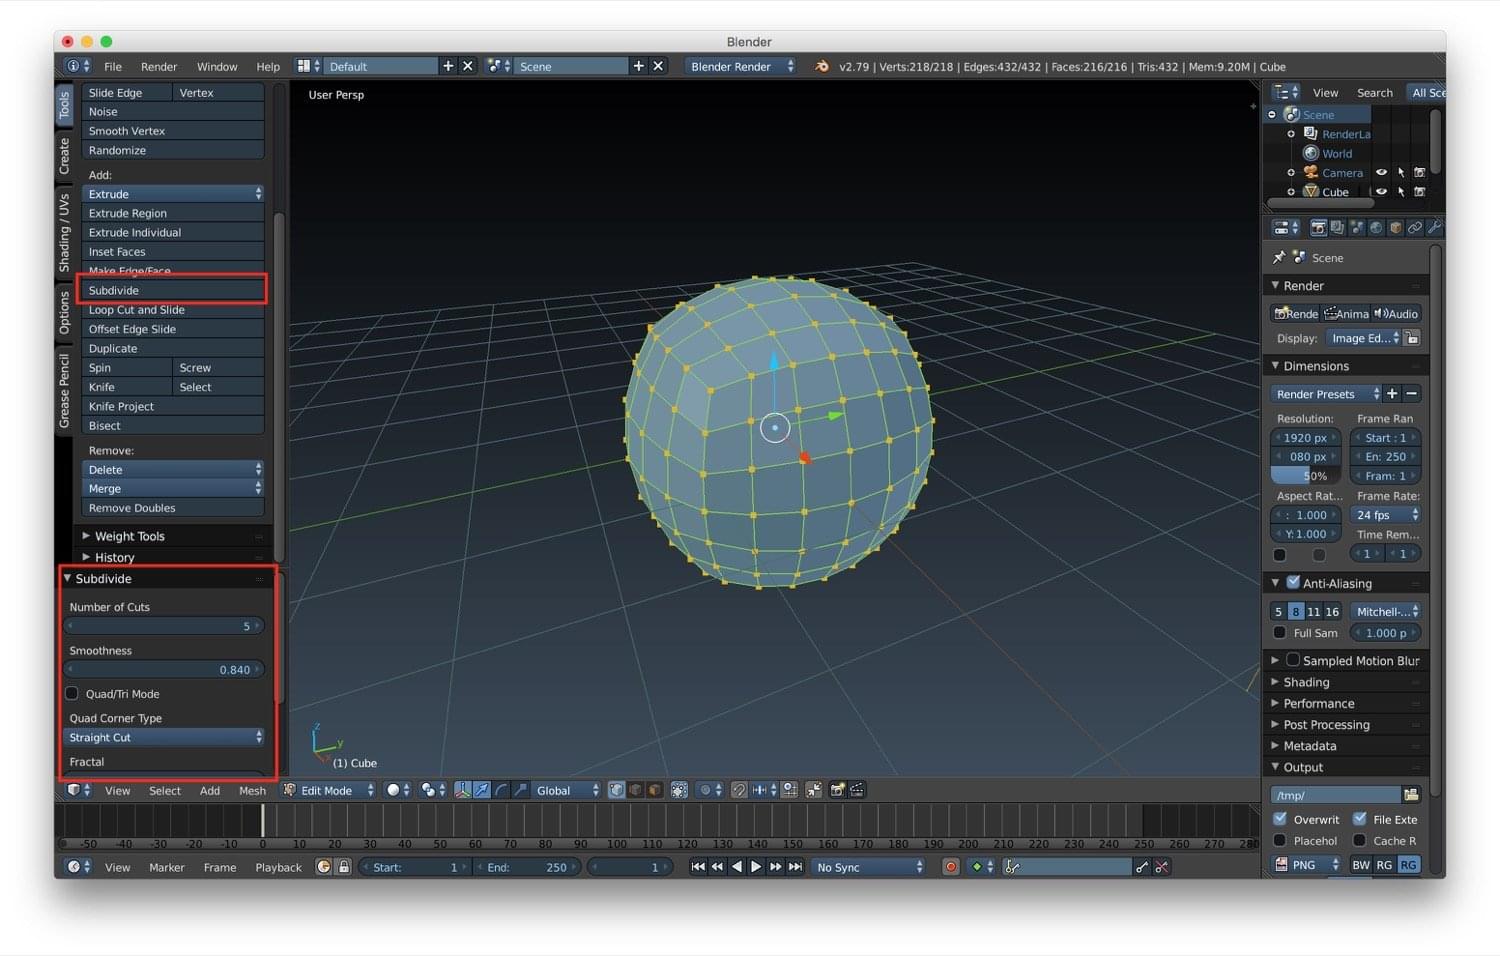 Blender
File Render Window Help Default Scene Blender Render v2.79 | Verts:218/218 | Edges:432/432 | Faces:216/216 | Tris:432 | Mem:9.20M | Cube
Tools
Create
Shading / UVs
Options
Grease Pencil
Slide Edge Vertex
Noise
Smooth Vertex
Randomize
Add:
Extrude
Extrude Region
Extrude Individual
Inset Faces
Make Edge/Face
Subdivide
Loop Cut and Slide
Offset Edge Slide
Duplicate
Spin Screw
Knife Select
Knife Project
Bisect
Remove:
Delete
Merge
Remove Doubles
Weight Tools
History
Subdivide
Number of Cuts
5
Smoothness
0.840
Quad/Tri Mode
Quad Corner Type
Straight Cut
Fractal
User Persp
z
y
x
(1) Cube
View Select Add Mesh Edit Mode Global
-50 -40 -30 -20 -10 0 10 20 30 40 50 60 70 80 90 100 110 120 130 140 150 160 170 180 190 200 210 220 230 240 250 260 270 280
View Marker Frame Playback Start: 1 End: 250 1 No Sync
View Search All Sce
Scene
RenderLa
World
Camera
Cube
Scene
Render
Rende Anima Audio
Display: Image Ed...
Dimensions
Render Presets
Resolution: Frame Ran
1920 px Start : 1
080 px En: 250
50% Fram: 1
Aspect Rat... Frame Rate:
: 1.000 24 fps
Y: 1.000 Time Rem...
1 1
Anti-Aliasing
5 8 11 16 Mitchell-...
Full Sam 1.000 p
Sampled Motion Blur
Shading
Performance
Post Processing
Metadata
Output
/tmp/
Overwrit File Exte
Placehol Cache R
PNG BW RG RG